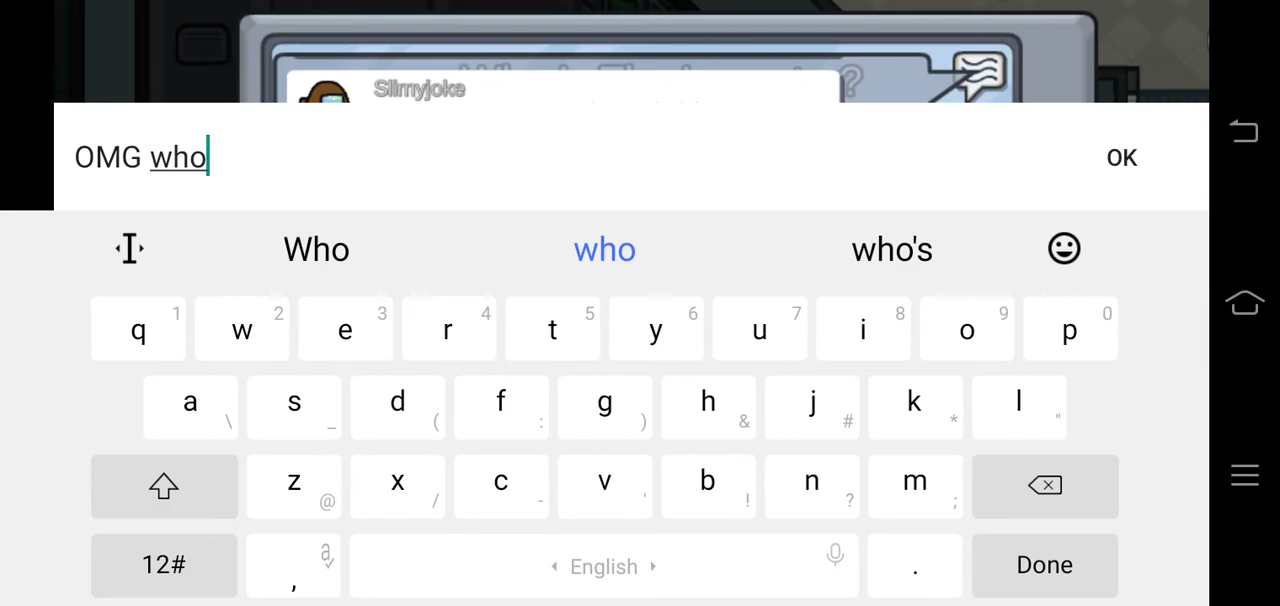 Slimyjoke
?
OMG who
OK
Who who who's
q 1 w 2 e 3 r 4 t 5 y 6 u 7 i 8 o 9 p 0
a \ s _ d ( f : g ) h & j # k * l "
z @ x / c - v ' b ! n ? m ;
12# , a English . Done